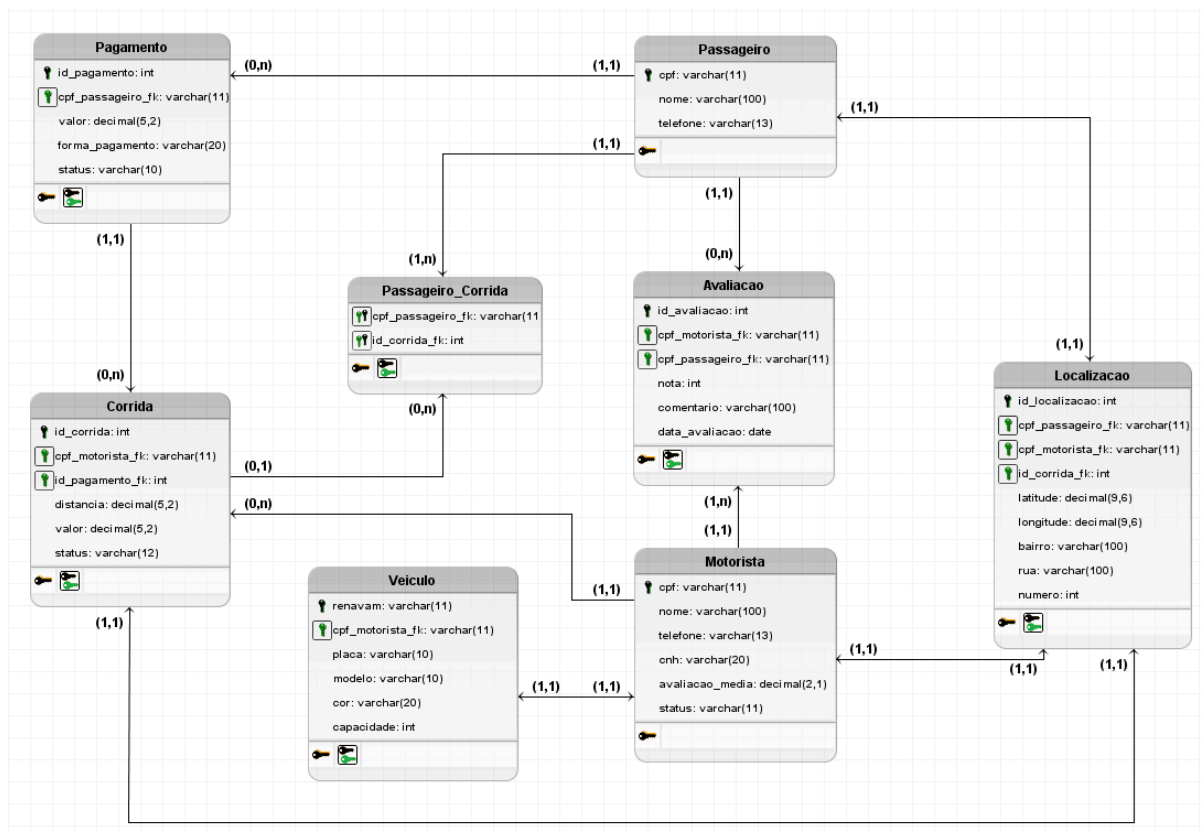 Pagamento
id_pagamento: int
cpf_passageiro_fk: varchar(11)
valor: decimal(5,2)
forma_pagamento: varchar(20)
status: varchar(10)
(0,n)
(1,1)
Passageiro
cpf: varchar(11)
nome: varchar(100)
telefone: varchar(13)
(1,1)
(1,1)
(1,1)
(1,1)
(1,n)
(0,n)
Passageiro_Corrida
cpf_passageiro_fk: varchar(11
id_corrida_fk: int
Avaliacao
id_avaliacao: int
cpf_motorista_fk: varchar(11)
cpf_passageiro_fk: varchar(11)
nota: int
comentario: varchar(100)
data_avaliacao: date
(1,1)
Localizacao
id_localizacao: int
cpf_passageiro_fk: varchar(11)
cpf_motorista_fk: varchar(11)
id_corrida_fk: int
latitude: decimal(9,6)
longitude: decimal(9,6)
bairro: varchar(100)
rua: varchar(100)
numero: int
(0,n)
Corrida
id_corrida: int
cpf_motorista_fk: varchar(11)
id_pagamento_fk: int
distancia: decimal(5,2)
valor: decimal(5,2)
status: varchar(12)
(0,n)
(0,1)
(0,n)
(1,n)
(1,1)
Veiculo
renavam: varchar(11)
cpf_motorista_fk: varchar(11)
placa: varchar(10)
modelo: varchar(10)
cor: varchar(20)
capacidade: int
Motorista
cpf: varchar(11)
nome: varchar(100)
telefone: varchar(13)
cnh: varchar(20)
avaliacao_media: decimal(2,1)
status: varchar(11)
(1,1)
(1,1)
(1,1)
(1,1)
(1,1)
(1,1)
(1,1)